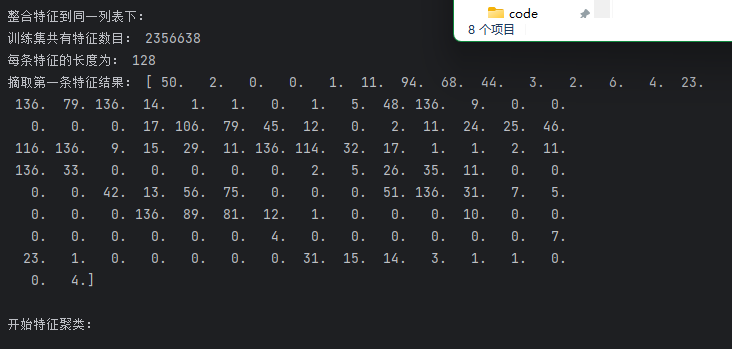 整合特征到同一列表下:
训练集共有特征数目: 2356638
每条特征的长度为: 128
摘取第一条特征结果: [ 50. 2. 0. 0. 1. 11. 94. 68. 44. 3. 2. 6. 4. 23.
136. 79. 136. 14. 1. 1. 0. 1. 5. 48. 136. 9. 0. 0.
0. 0. 0. 17. 106. 79. 45. 12. 0. 2. 11. 24. 25. 46.
116. 136. 9. 15. 29. 11. 136. 114. 32. 17. 1. 1. 2. 11.
136. 33. 0. 0. 0. 0. 0. 2. 5. 26. 35. 11. 0. 0.
0. 0. 42. 13. 56. 75. 0. 0. 0. 51. 136. 31. 7. 5.
0. 0. 0. 136. 89. 81. 12. 1. 0. 0. 0. 10. 0. 0.
0. 0. 0. 0. 0. 0. 4. 0. 0. 0. 0. 0. 0. 7.
23. 1. 0. 0. 0. 0. 0. 31. 15. 14. 3. 1. 1. 0.
0. 4.]
开始特征聚类:
code
8 个项目